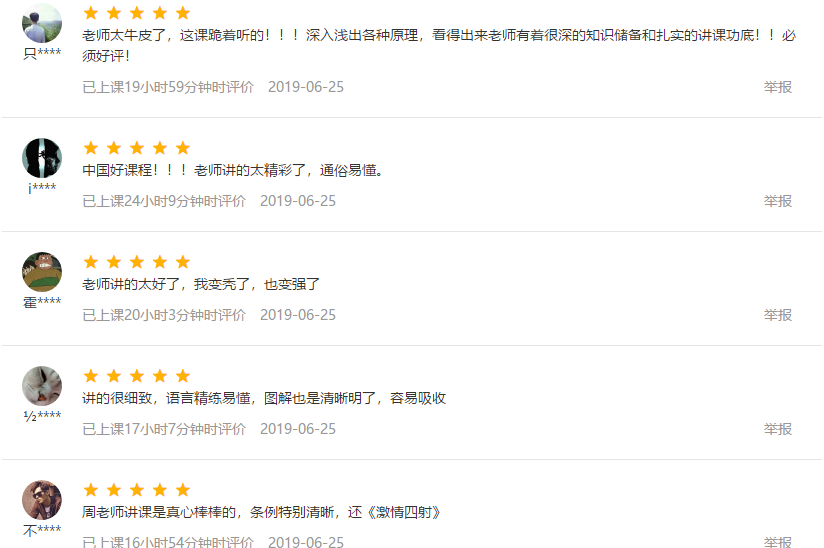 老师太牛皮了，这课跪着听的！！！深入浅出各种原理，看得出来老师有着很深的知识储备和扎实的讲课功底！！必
须好评！
只****
已上课19小时59分钟时评价 2019-06-25 举报
中国好课程！！！老师讲的太精彩了，通俗易懂。
i****
已上课24小时9分钟时评价 2019-06-25 举报
老师讲的太好了，我变秃了，也变强了
霍****
已上课20小时3分钟时评价 2019-06-25 举报
讲的很细致，语言精练易懂，图解也是清晰明了，容易吸收
½****
已上课17小时7分钟时评价 2019-06-25 举报
周老师讲课是真心棒棒的，条例特别清晰，还《激情四射》
不****
已上课16小时54分钟时评价 2019-06-25 举报